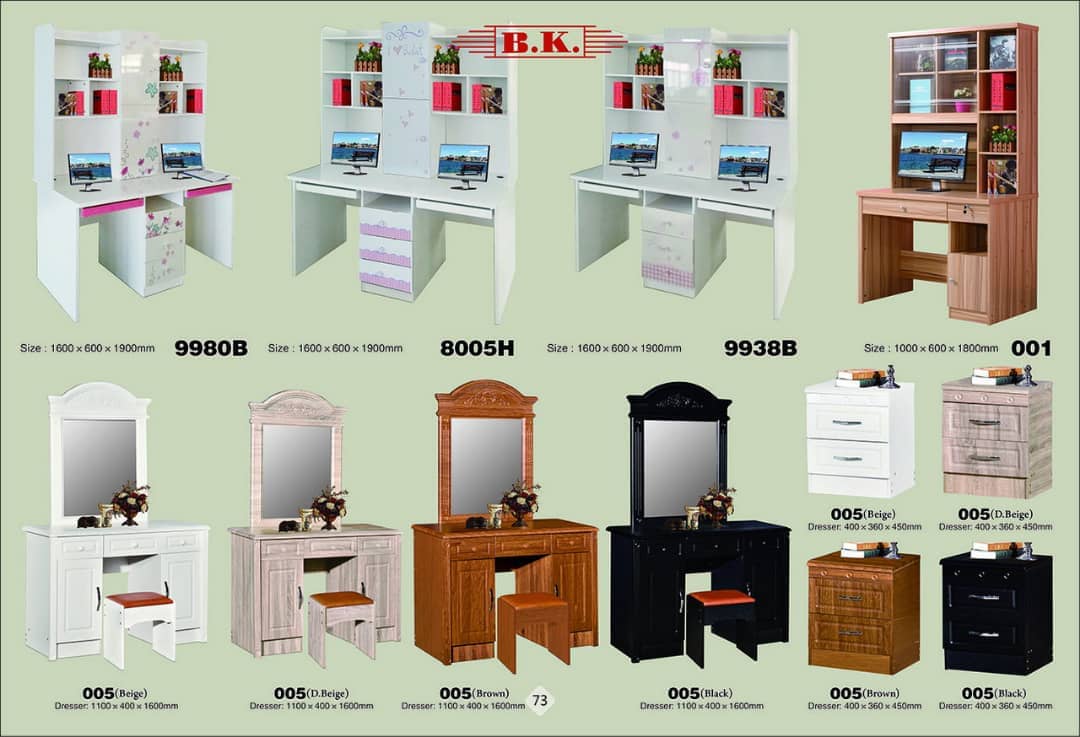 B.K.
I ♥
Size : 1600 × 600 × 1900mm 9980B
Size : 1600 × 600 × 1900mm 8005H
Size : 1600 × 600 × 1900mm 9938B
Size : 1000 × 600 × 1800mm 001
005(Beige)
Dresser: 400 × 360 × 450mm
005(D.Beige)
Dresser: 400 × 360 × 450mm
005(Beige)
Dresser: 1100 × 400 × 1600mm
005(D.Beige)
Dresser: 1100 × 400 × 1600mm
005(Brown)
Dresser: 1100 × 400 × 1600mm
73
005(Black)
Dresser: 1100 × 400 × 1600mm
005(Brown)
Dresser: 400 × 360 × 450mm
005(Black)
Dresser: 400 × 360 × 450mm